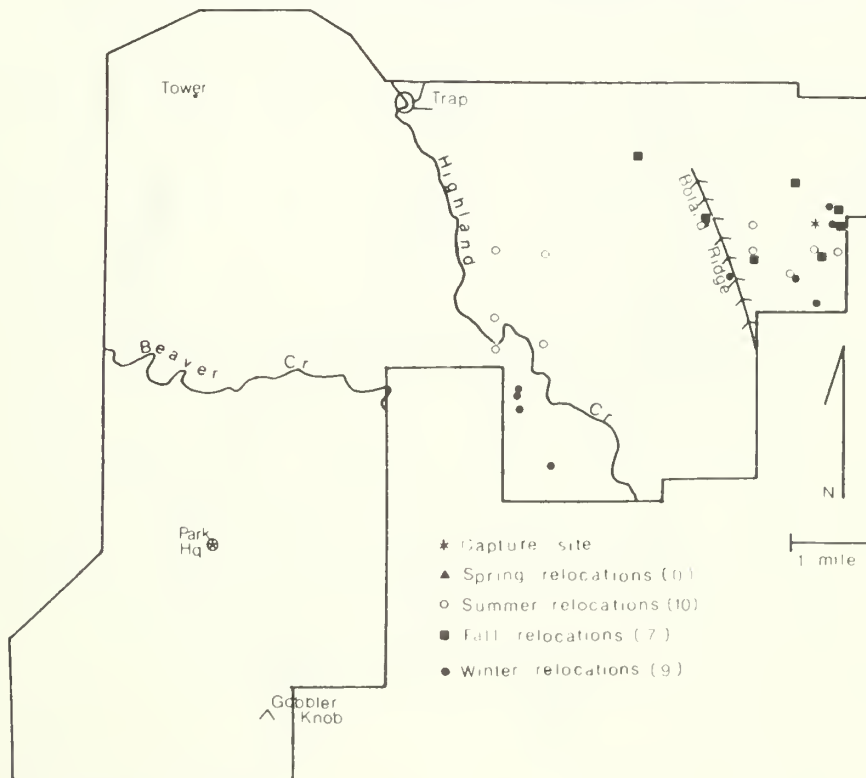 Tower
Trap
Highland
Ridge
Beaver Cr
Cr
N
1 mile
Park
Hq
Capture site
Spring relocations (0)
Summer relocations (10)
Fall relocations (7)
Winter relocations (9)
Gobbler
Knob